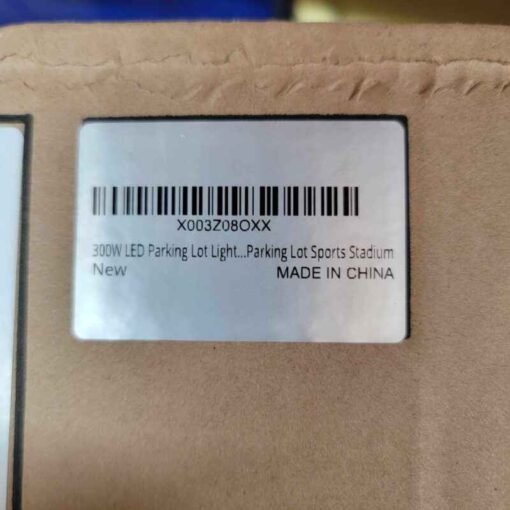 X003Z08OXX
300W LED Parking Lot Light...Parking Lot Sports Stadium
New
MADE IN CHINA